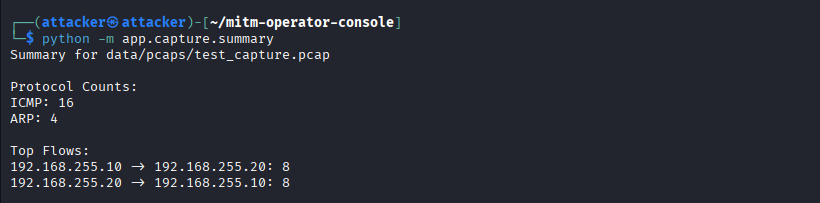 ┌──(attacker㉿attacker)-[~/mitm-operator-console]
└─$ python -m app.capture.summary
Summary for data/pcaps/test_capture.pcap
Protocol Counts:
ICMP: 16
ARP: 4
Top Flows:
192.168.255.10 → 192.168.255.20: 8
192.168.255.20 → 192.168.255.10: 8